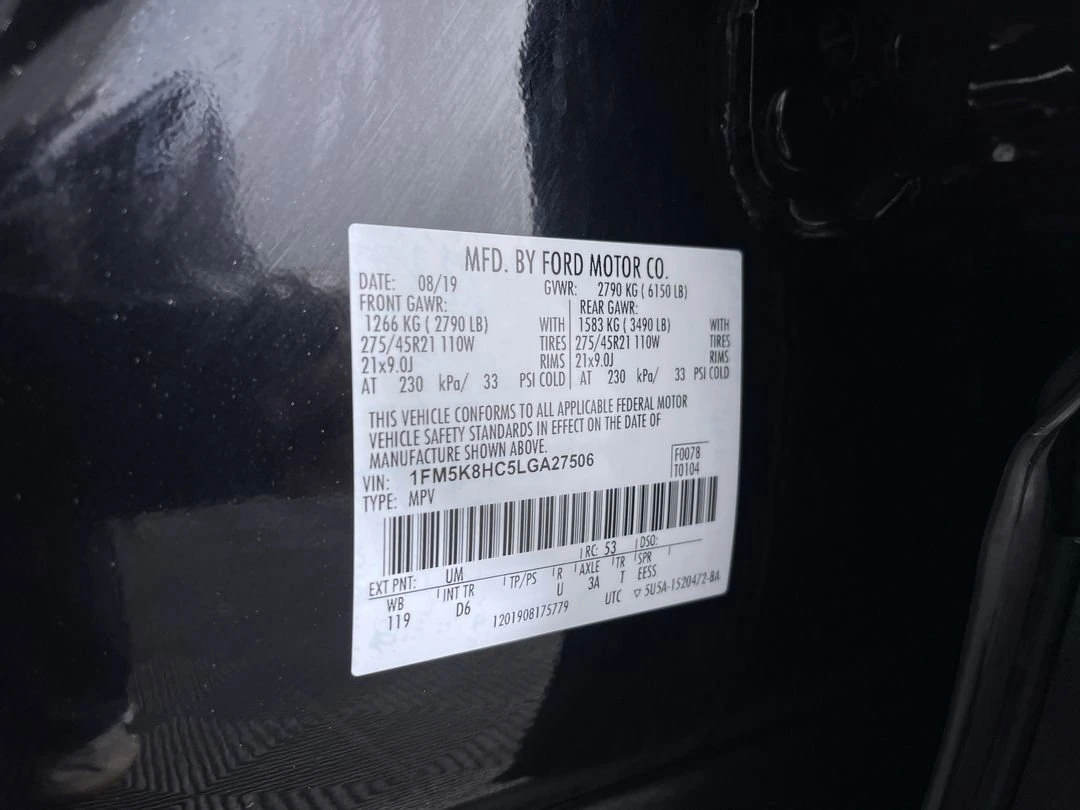 MFD. BY FORD MOTOR CO.
DATE: 08/19 GVWR: 2790 KG ( 6150 LB)
FRONT GAWR: REAR GAWR:
1266 KG ( 2790 LB) WITH 1583 KG ( 3490 LB) WITH
275/45R21 110W TIRES 275/45R21 110W TIRES
21x9.0J RIMS 21x9.0J RIMS
AT 230 kPa/ 33 PSI COLD AT 230 kPa/ 33 PSI COLD
THIS VEHICLE CONFORMS TO ALL APPLICABLE FEDERAL MOTOR
VEHICLE SAFETY STANDARDS IN EFFECT ON THE DATE OF
MANUFACTURE SHOWN ABOVE.
VIN: 1FM5K8HC5LGA27506 F0078
TYPE: MPV T0104
EXT PNT: UM RC: 53 DSO:
WB INT TR TP/PS R AXLE TR SPR
119 D6 U 3A T EESS
1201908175779 UTC ▽ 5U5A-1520472-BA